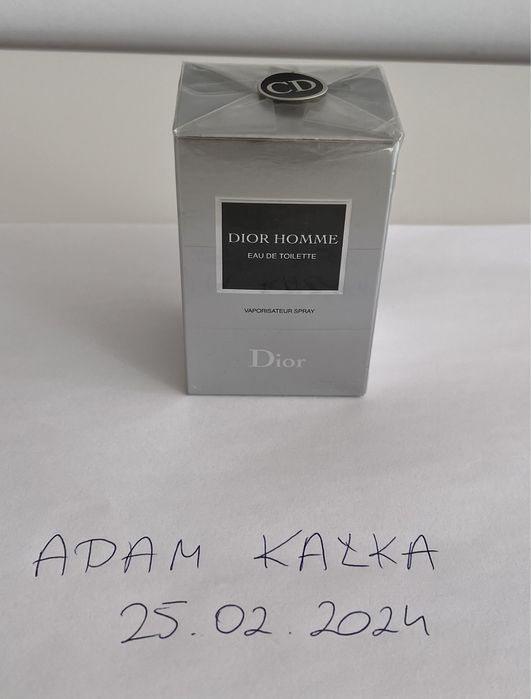 CD
DIOR HOMME
EAU DE TOILETTE
VAPORISATEUR SPRAY
Dior
ADAM KAŁKA
25.02.2024